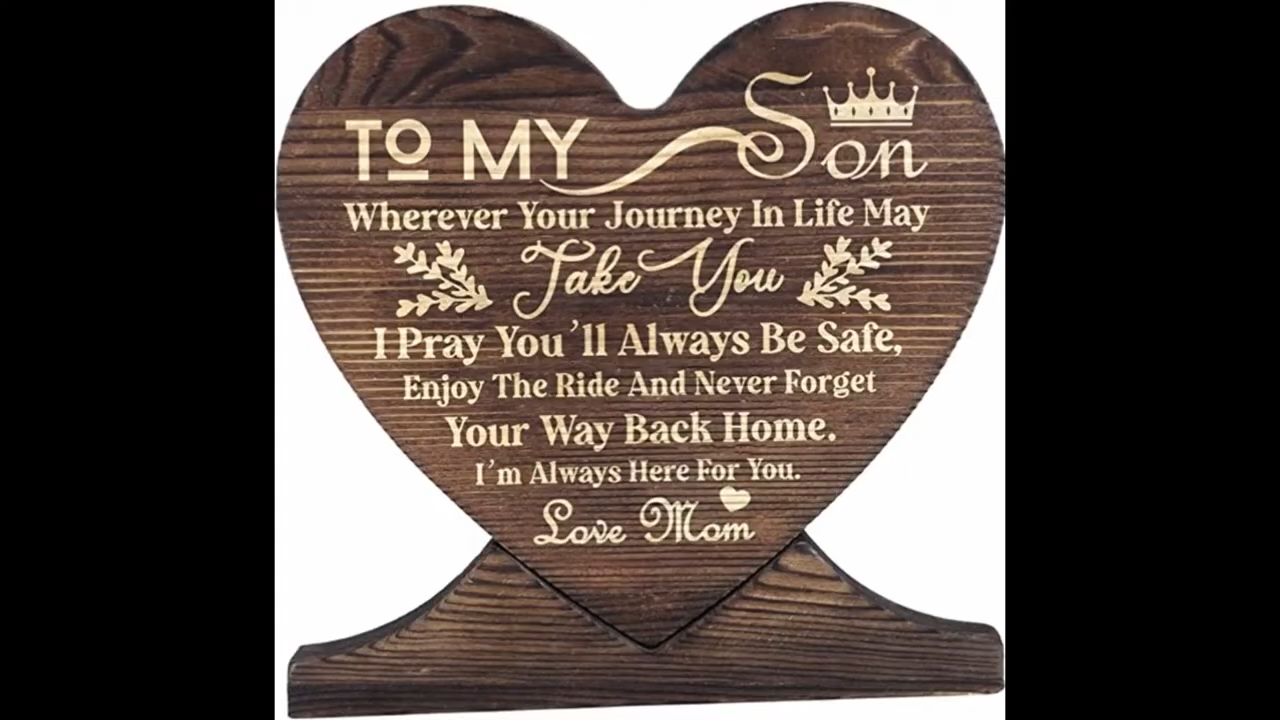 TO MY Son
Wherever Your Journey In Life May
Take You
I Pray You'll Always Be Safe,
Enjoy The Ride And Never Forget
Your Way Back Home.
I'm Always Here For You.
Love Mom